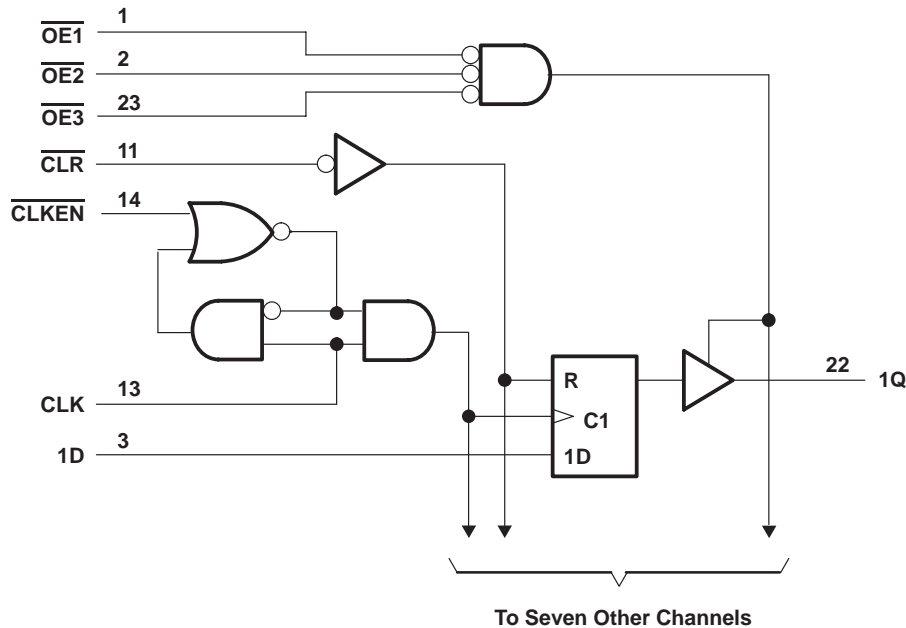 1
OE1
2
OE2
23
OE3
11
CLR
14
CLKEN
R
22
1Q
13
CLK
C1
3
1D
1D
To Seven Other Channels